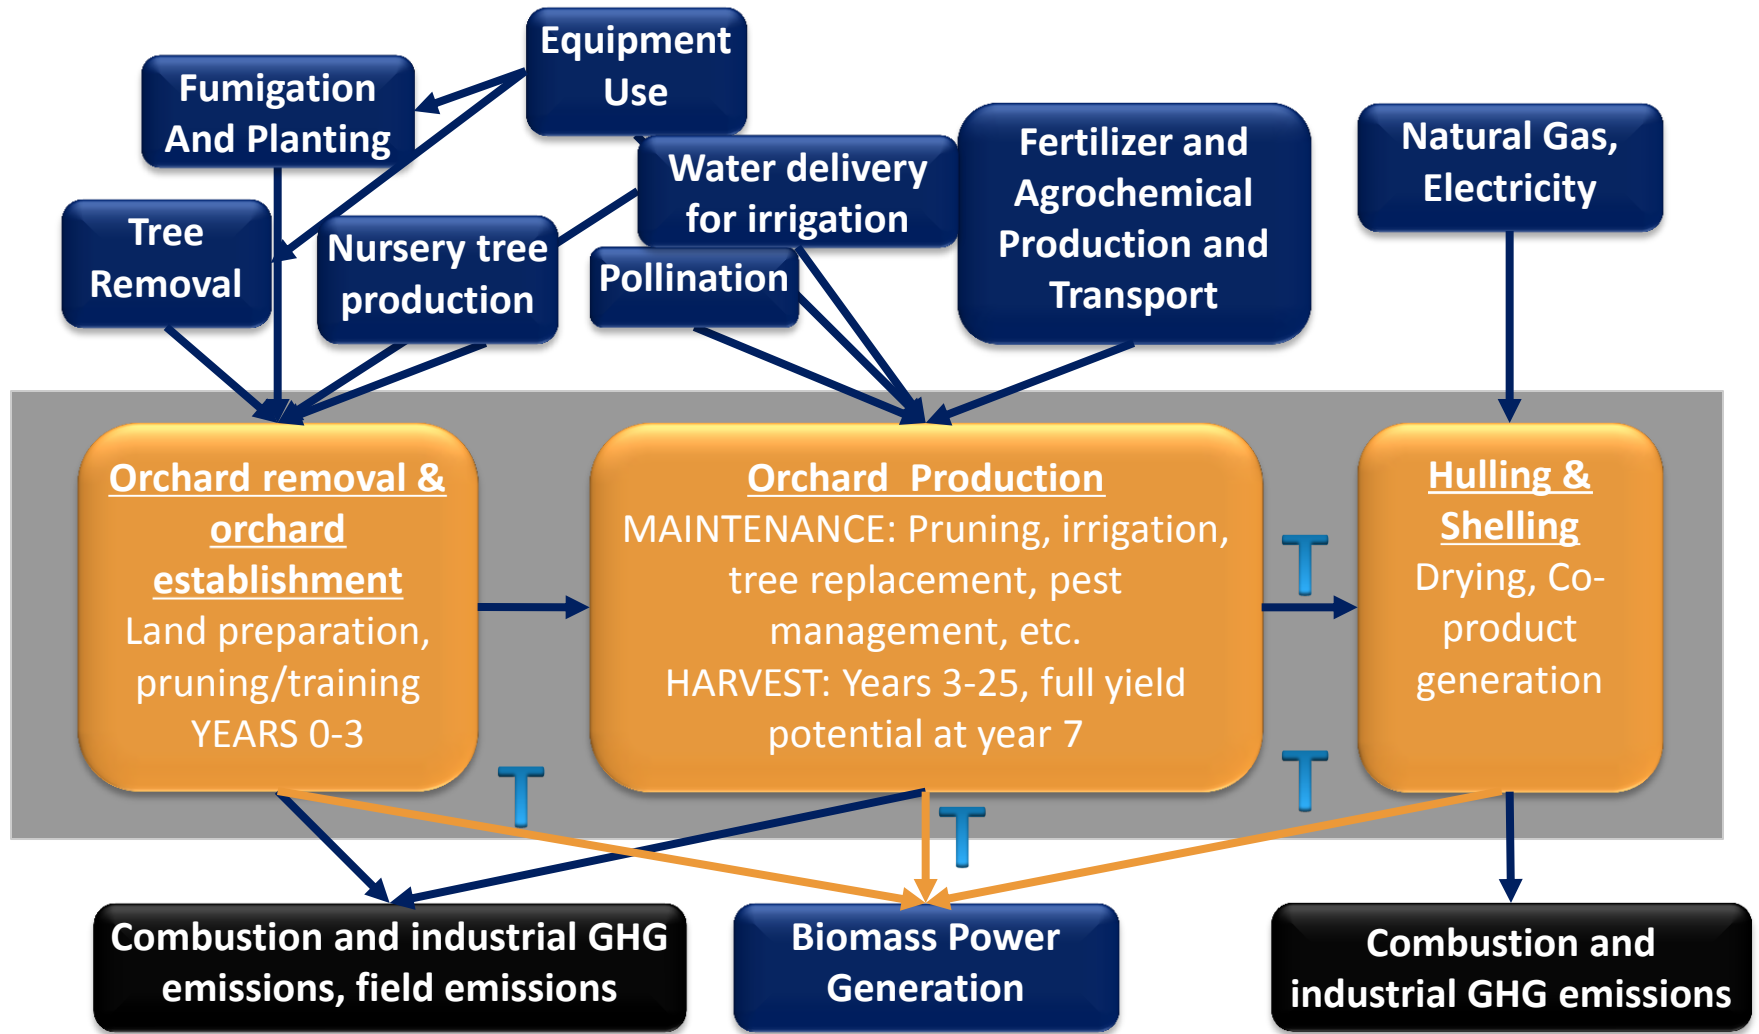 Equipment
Use
Fumigation
And Planting
Water delivery
for irrigation
Fertilizer and
Agrochemical
Production and
Transport
Natural Gas,
Electricity
Tree
Removal
Nursery tree
production
Pollination
Orchard removal &
orchard
establishment
Land preparation,
pruning/training
YEARS 0-3
Orchard Production
MAINTENANCE: Pruning, irrigation,
tree replacement, pest
management, etc.
HARVEST: Years 3-25, full yield
potential at year 7
Hulling &
Shelling
Drying, Co-
product
generation
T
T
T
T
Combustion and industrial GHG
emissions, field emissions
Biomass Power
Generation
Combustion and
industrial GHG emissions